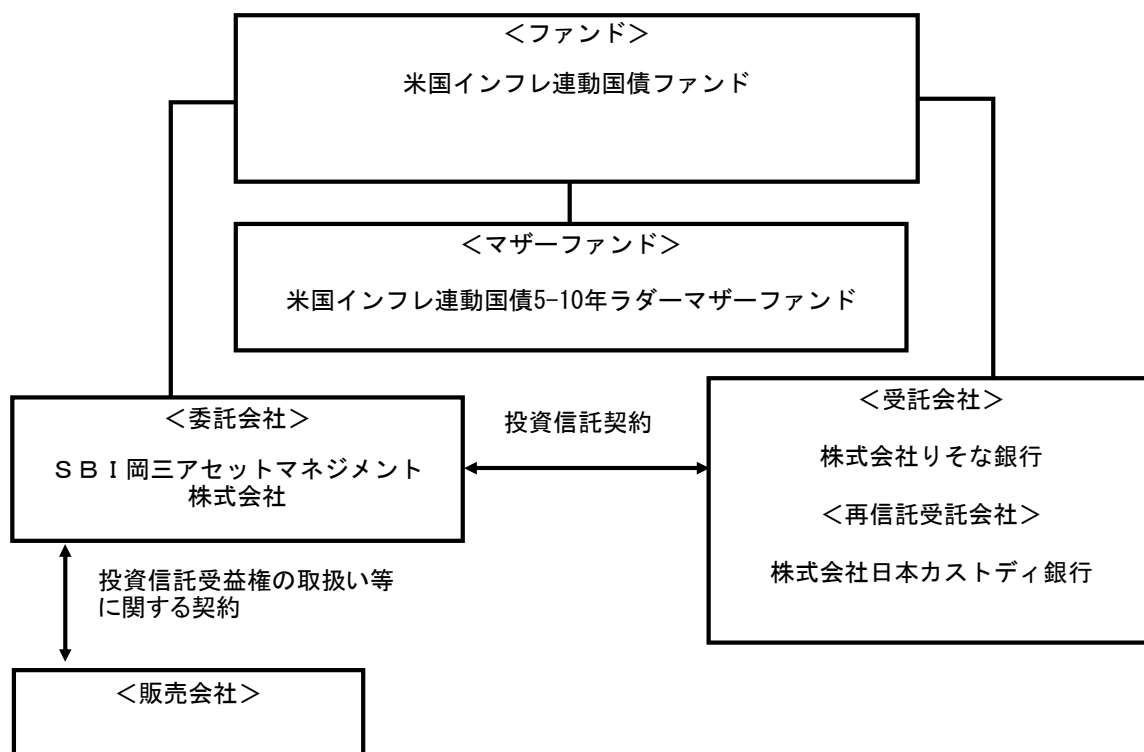 ＜ファンド＞
米国インフレ連動国債ファンド
＜マザーファンド＞
米国インフレ連動国債5-10年ラダーマザーファンド
＜委託会社＞
ＳＢＩ岡三アセットマネジメント
株式会社
投資信託契約
＜受託会社＞
株式会社りそな銀行
＜再信託受託会社＞
株式会社日本カストディ銀行
投資信託受益権の取扱い等
に関する契約
＜販売会社＞